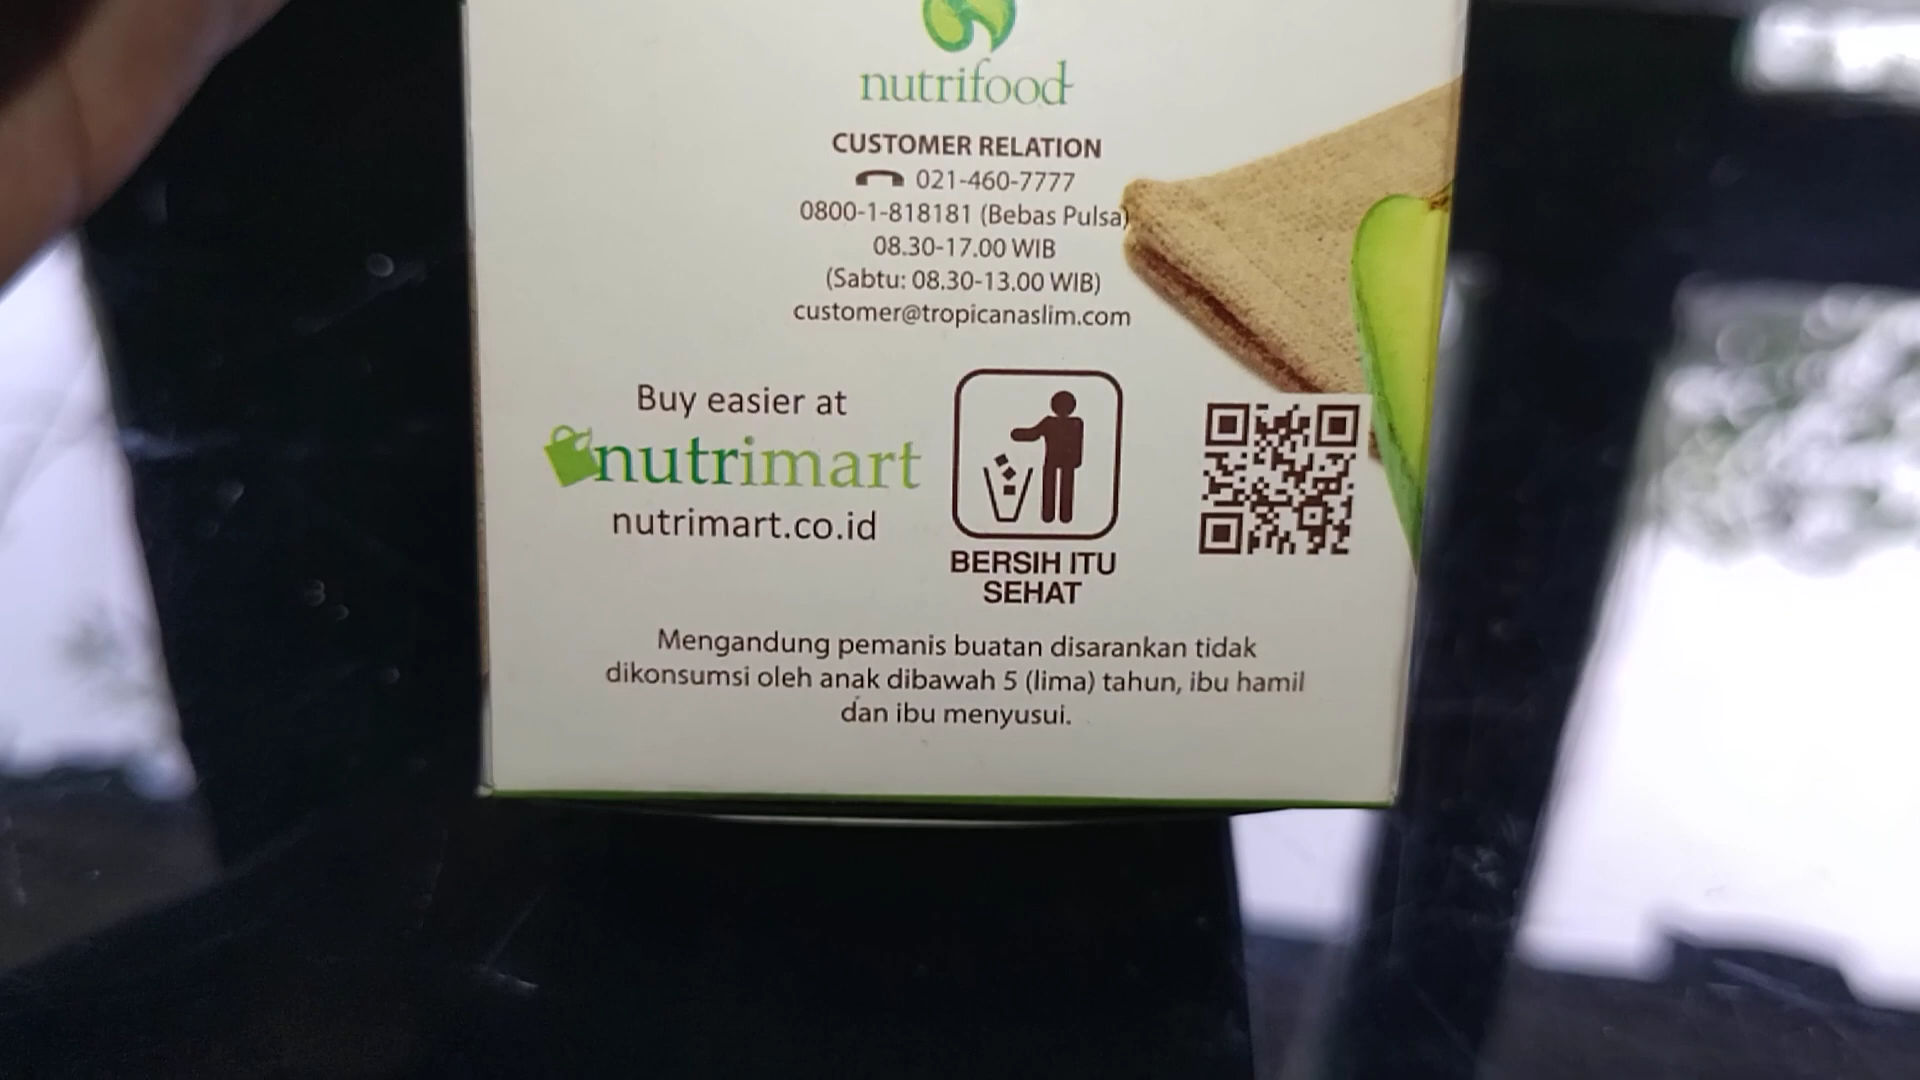 nutrifood
CUSTOMER RELATION
021-460-7777
0800-1-818181 (Bebas Pulsa)
08.30-17.00 WIB
(Sabtu: 08.30-13.00 WIB)
customer@tropicanaslim.com
Buy easier at
nutrimart
nutrimart.co.id
BERSIH ITU
SEHAT
Mengandung pemanis buatan disarankan tidak
dikonsumsi oleh anak dibawah 5 (lima) tahun, ibu hamil
dan ibu menyusui.